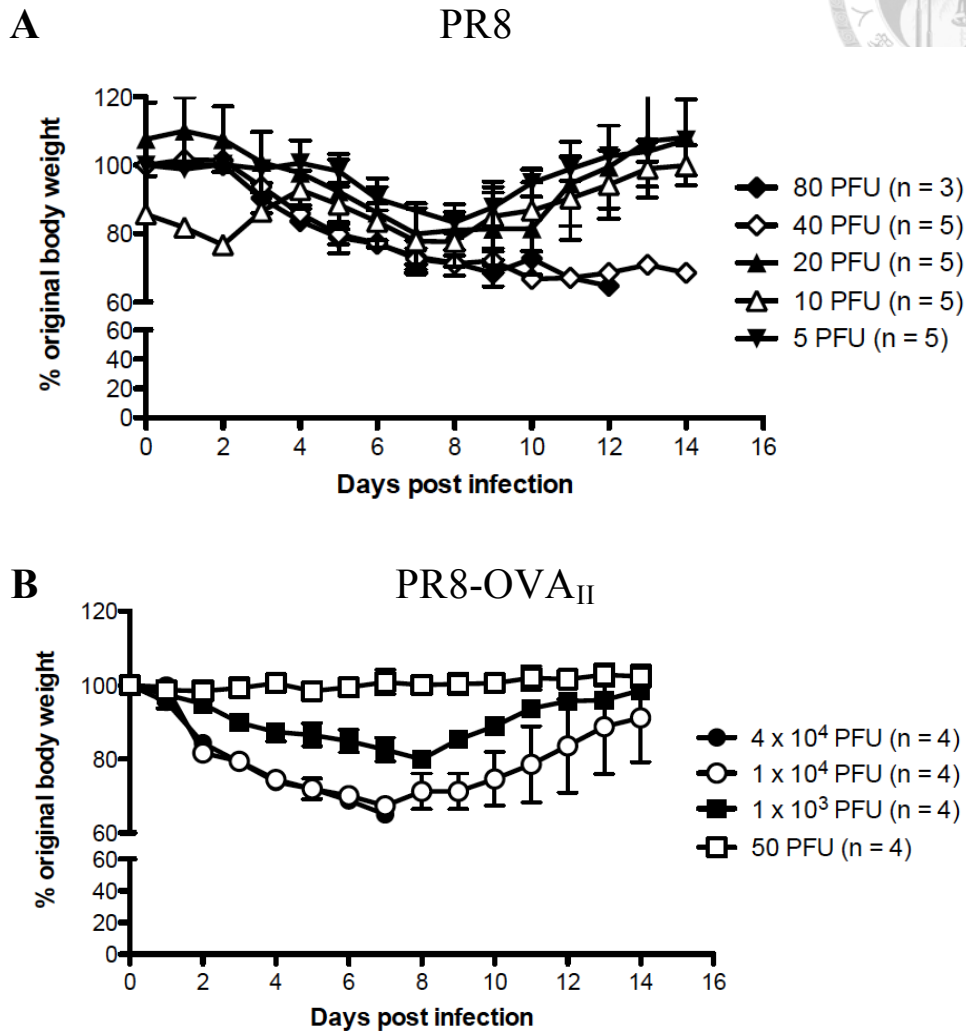 A
PR8
120
100
80
60
60
40
20
0
% original body weight
0 2 4 6 8 10 12 14 16
Days post infection
80 PFU (n = 3)
40 PFU (n = 5)
20 PFU (n = 5)
10 PFU (n = 5)
5 PFU (n = 5)
B
PR8-OVA_II
120
100
80
60
60
40
20
0
% original body weight
0 2 4 6 8 10 12 14 16
Days post infection
4 x 10⁴ PFU (n = 4)
1 x 10⁴ PFU (n = 4)
1 x 10³ PFU (n = 4)
50 PFU (n = 4)